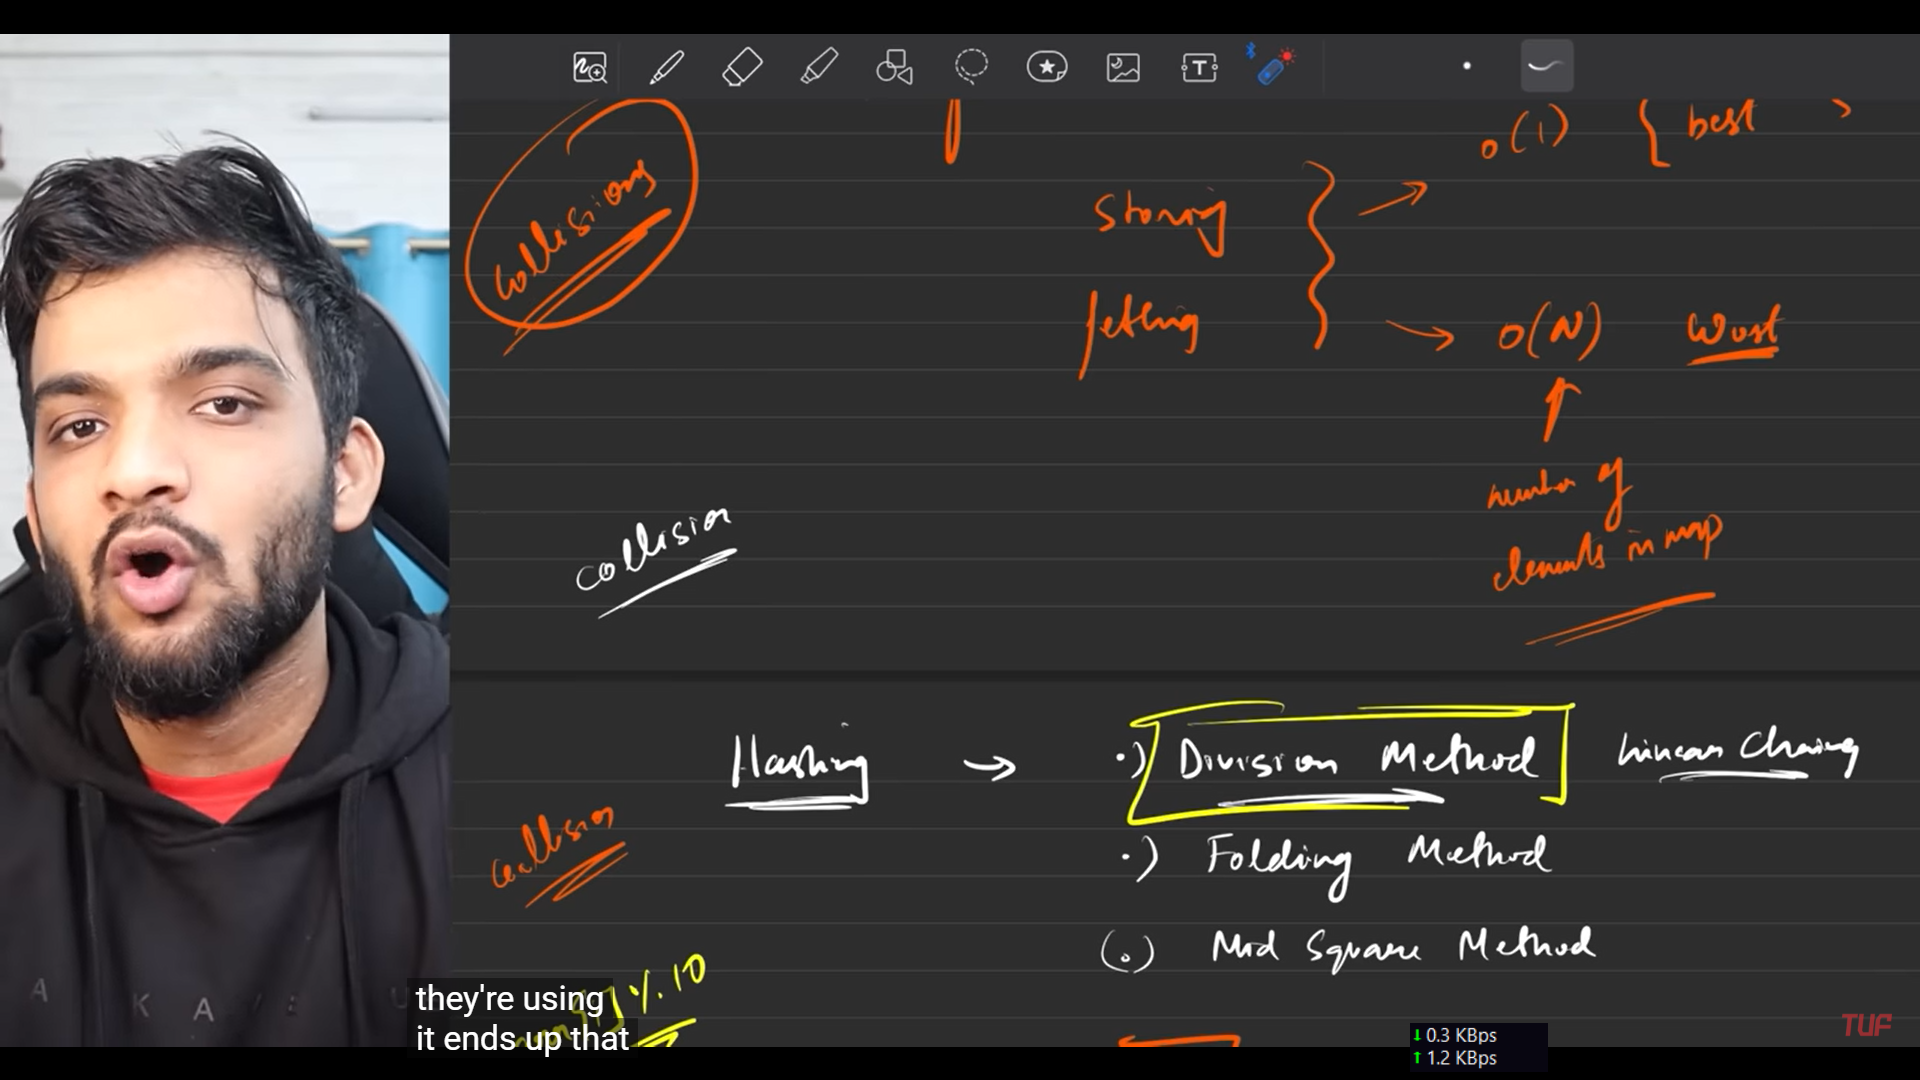 o(1) { best
collisions
storing
fetching
o(N) worst
number of
elements in map
collision
Hashing → •) Division Method Linear Chaining
•) Folding Method
collision
(•) Mid Square Method
% 10
they're using
it ends up that
A K A
TUF
↓ 0.3 KBps
↑ 1.2 KBps